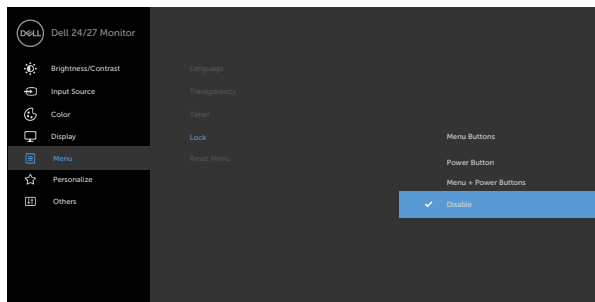 DELL
Dell 24/27 Monitor
Brightness/Contrast
Input Source
Color
Display
Menu
Personalize
Others
Language
Transparency
Timer
Lock
Reset Menu
Menu Buttons
Power Button
Menu + Power Buttons
Disable